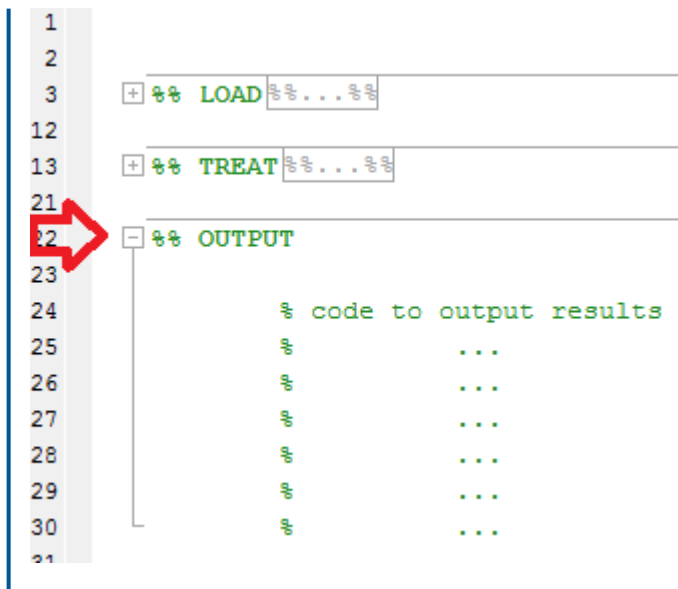 1
2
3 %% LOAD %%...%%
12
13 %% TREAT %%...%%
21
22 %% OUTPUT
23
24 % code to output results
25 % ...
26 % ...
27 % ...
28 % ...
29 % ...
30 % ...
31